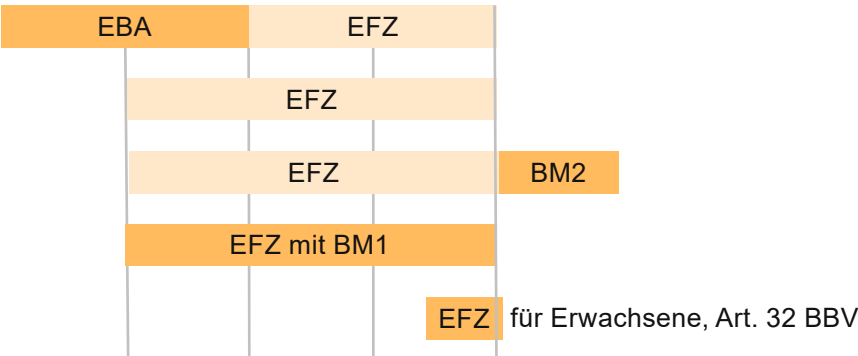 EBA EFZ
EFZ
EFZ BM2
EFZ mit BM1
EFZ für Erwachsene, Art. 32 BBV